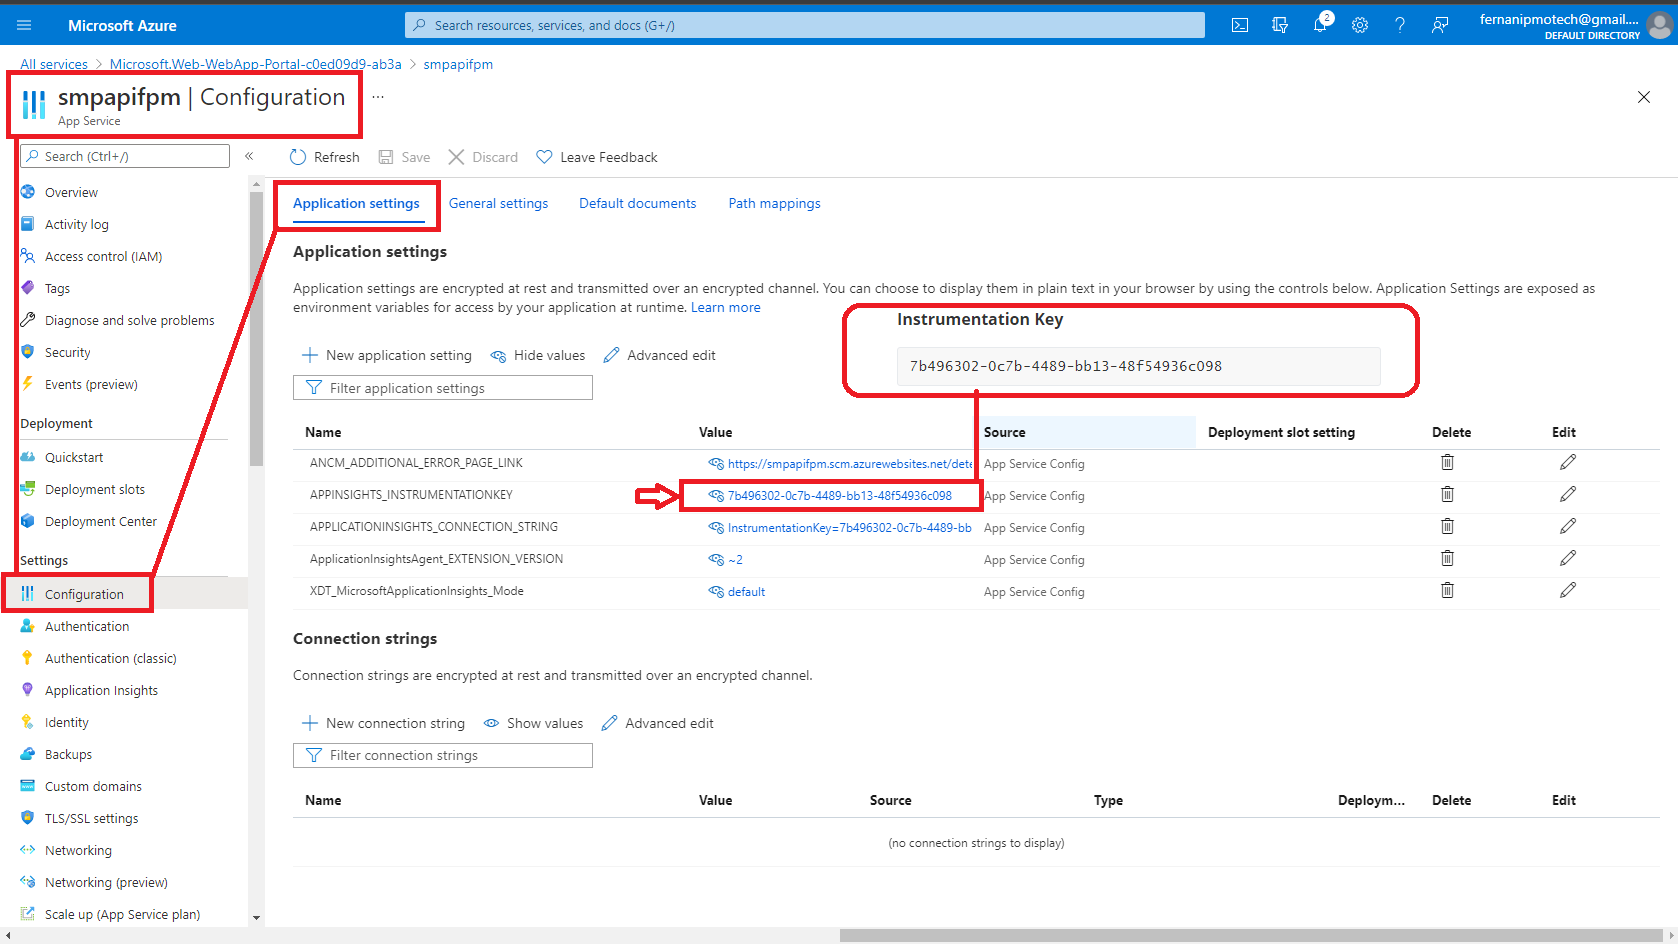 Microsoft Azure
Search resources, services, and docs (G+/)
2
fernanipmotech@gmail....
DEFAULT DIRECTORY
All services > Microsoft.Web-WebApp-Portal-c0ed09d9-ab3a > smpapifpm
smpapifpm | Configuration ...
App Service
Search (Ctrl+/)
«
Overview
Activity log
Access control (IAM)
Tags
Diagnose and solve problems
Security
Events (preview)
Deployment
Quickstart
Deployment slots
Deployment Center
Settings
Configuration
Authentication
Authentication (classic)
Application Insights
Identity
Backups
Custom domains
TLS/SSL settings
Networking
Networking (preview)
Scale up (App Service plan)
Refresh Save Discard Leave Feedback
Application settings General settings Default documents Path mappings
Application settings
Application settings are encrypted at rest and transmitted over an encrypted channel. You can choose to display them in plain text in your browser by using the controls below. Application Settings are exposed as
environment variables for access by your application at runtime. Learn more
Instrumentation Key
7b496302-0c7b-4489-bb13-48f54936c098
New application setting Hide values Advanced edit
Filter application settings
Name Value Source Deployment slot setting Delete Edit
ANCM_ADDITIONAL_ERROR_PAGE_LINK https://smpapifpm.scm.azurewebsites.net/dete App Service Config
APPINSIGHTS_INSTRUMENTATIONKEY 7b496302-0c7b-4489-bb13-48f54936c098 App Service Config
APPLICATIONINSIGHTS_CONNECTION_STRING InstrumentationKey=7b496302-0c7b-4489-bb App Service Config
ApplicationInsightsAgent_EXTENSION_VERSION ~2 App Service Config
XDT_MicrosoftApplicationInsights_Mode default App Service Config
Connection strings
Connection strings are encrypted at rest and transmitted over an encrypted channel.
New connection string Show values Advanced edit
Filter connection strings
Name Value Source Type Deploym... Delete Edit
(no connection strings to display)